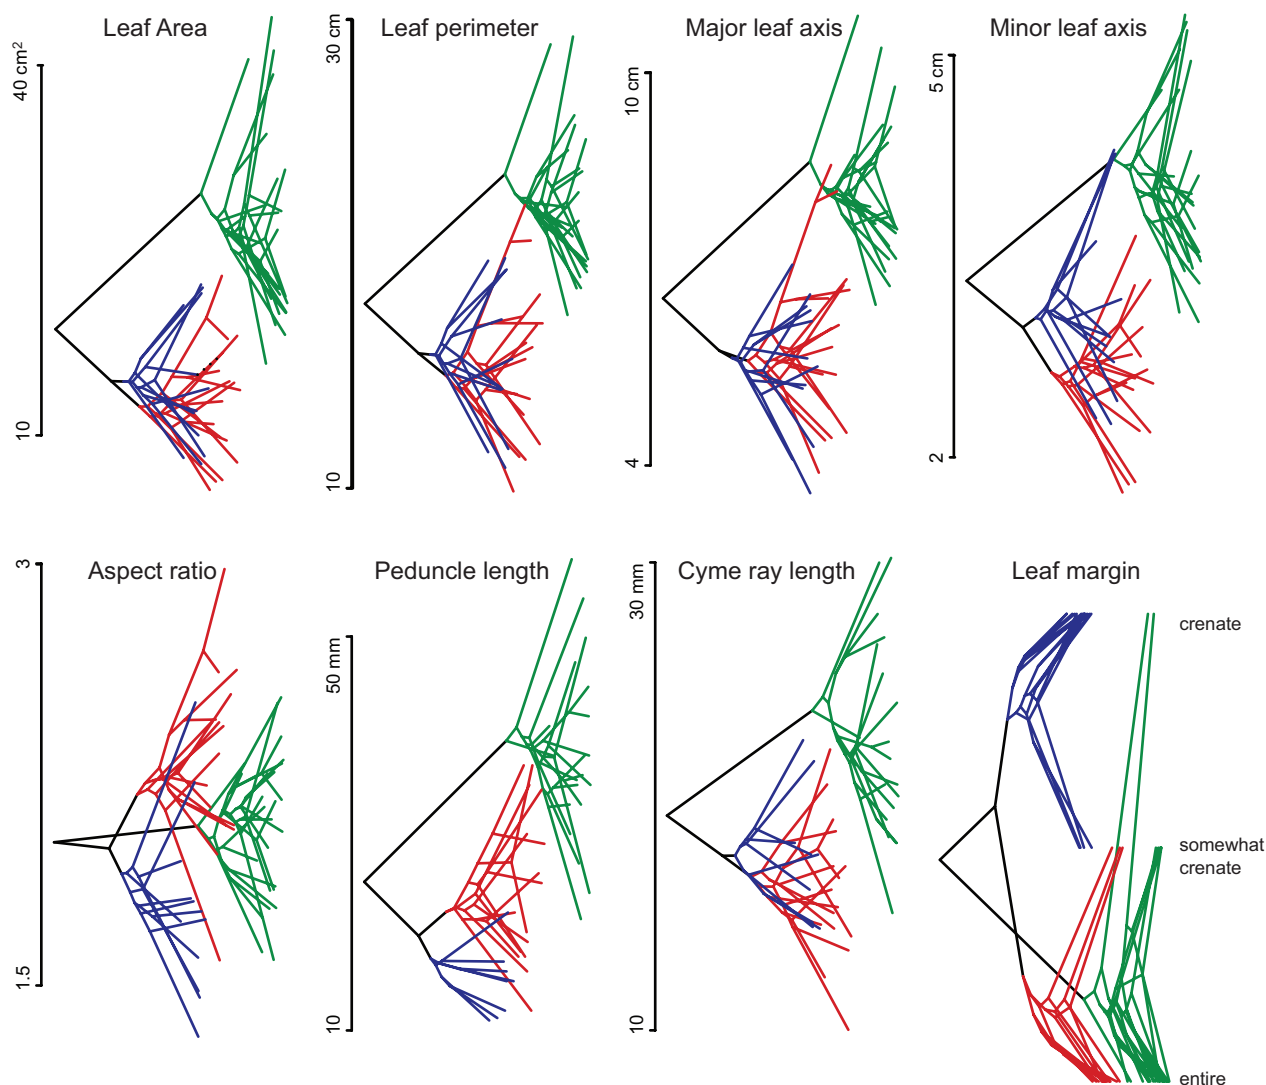 Leaf Area
40 cm²
10
Leaf perimeter
30 cm
10
Major leaf axis
10 cm
4
Minor leaf axis
5 cm
2
Aspect ratio
3
1.5
Peduncle length
50 mm
10
Cyme ray length
30 mm
10
Leaf margin
crenate
somewhat
crenate
entire